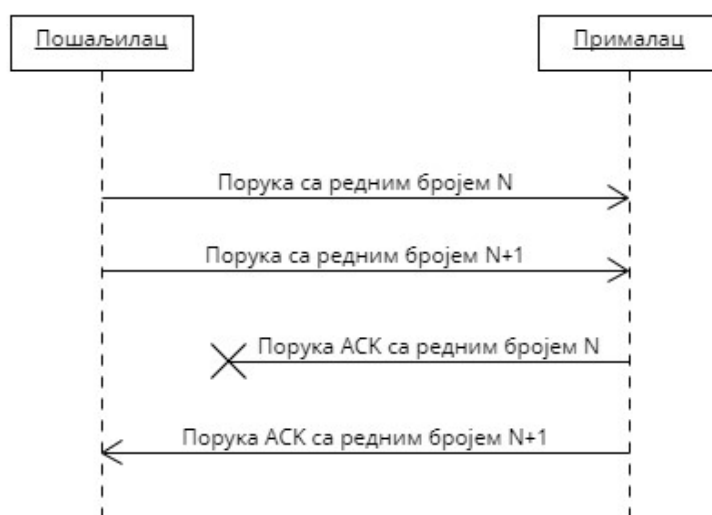 Пошаљилац
Прималац
Порука са редним бројем N
Порука са редним бројем N+1
Порука ACK са редним бројем N
Порука ACK са редним бројем N+1